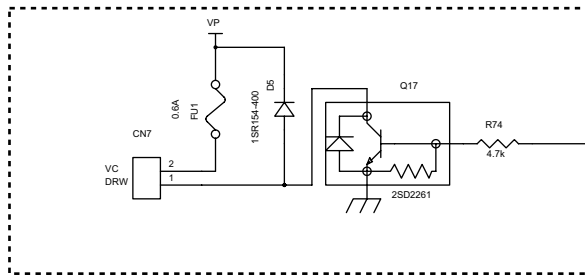 VP
0.6A
FU1
1SR154-400
D5
Q17
CN7
R74
4.7k
VC 2
DRW 1
2SD2261